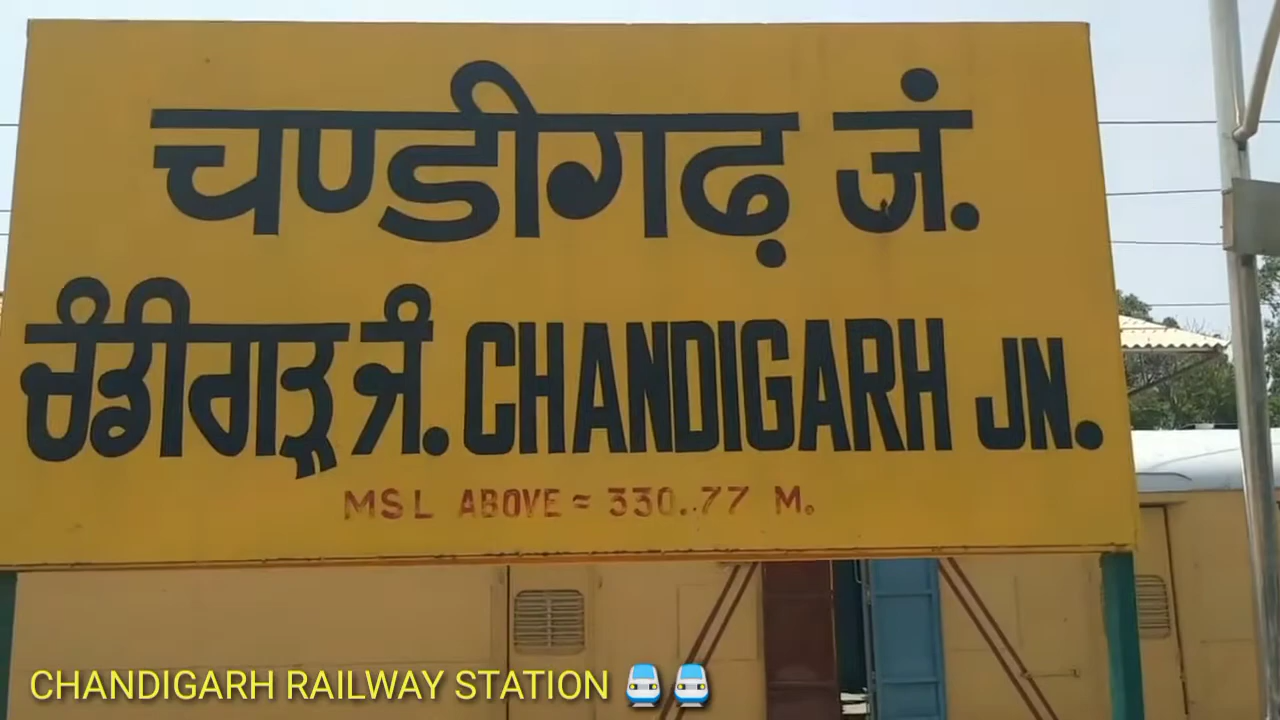 चण्डीगढ़ जं.
ਚੰਡੀਗੜ੍ਹ ਜੰ. CHANDIGARH JN.
MSL ABOVE = 330..77 M.
CHANDIGARH RAILWAY STATION 🚈🚈